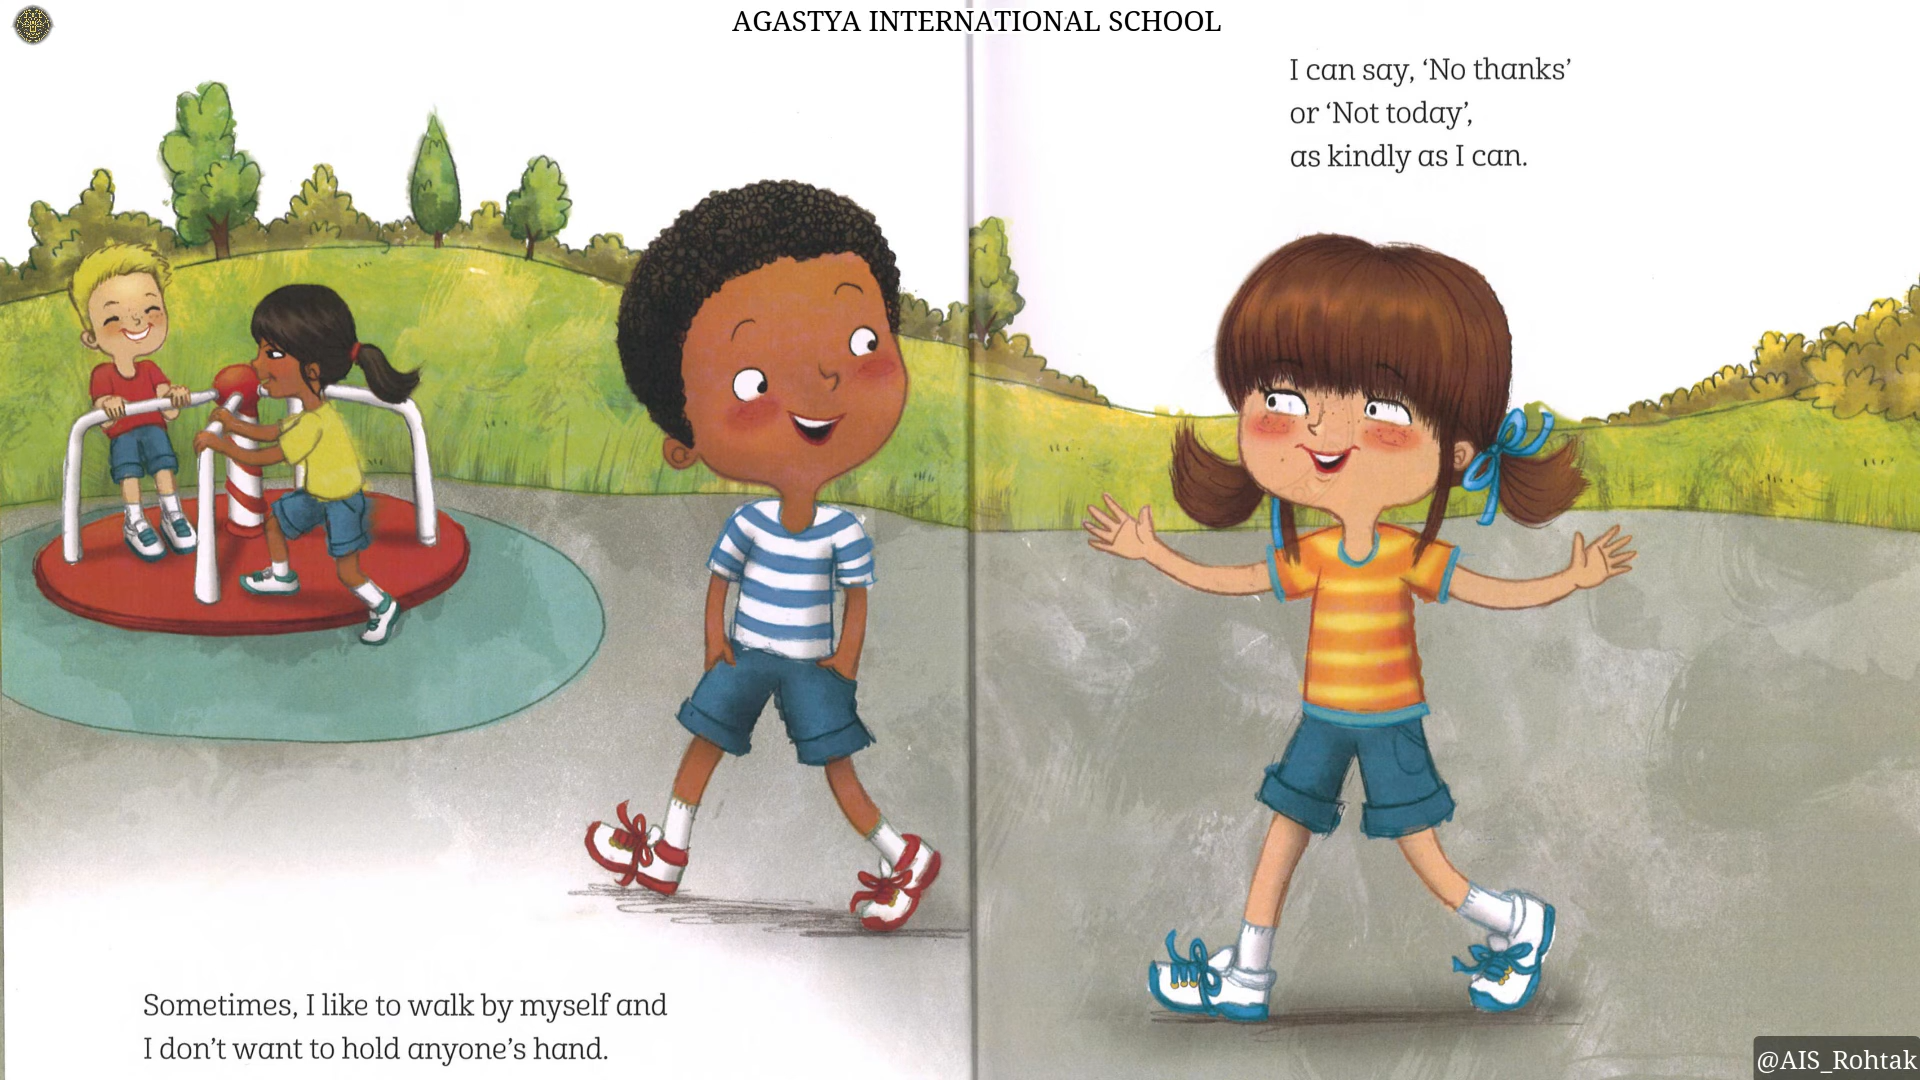 AGASTYA INTERNATIONAL SCHOOL
Sometimes, I like to walk by myself and
I don’t want to hold anyone’s hand.
I can say, ‘No thanks’
or ‘Not today’,
as kindly as I can.
@AIS_Rohtak